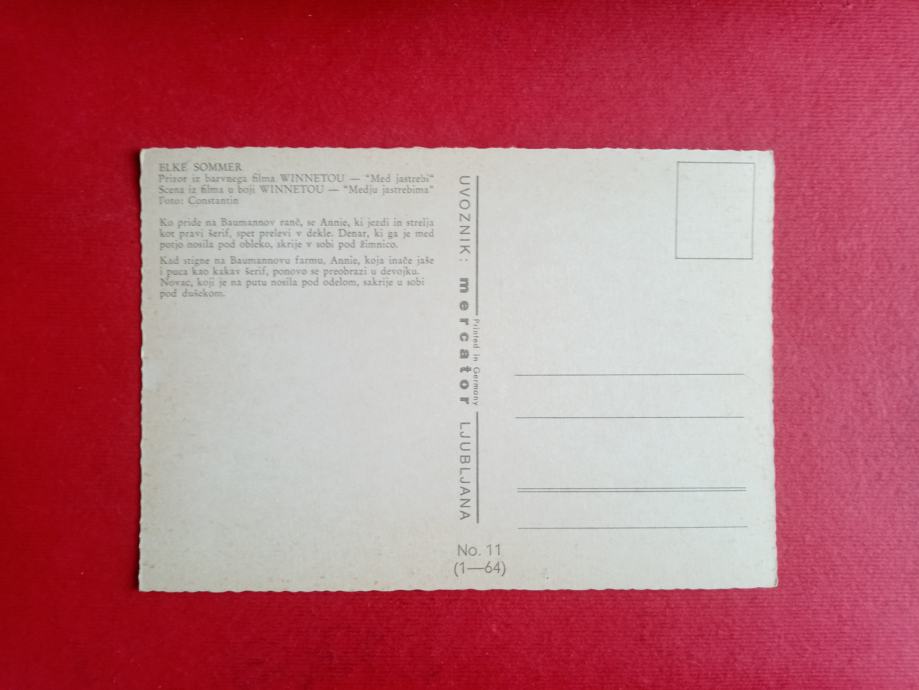 ELKE SOMMER
Prizor iz barvnega filma WINNETOU — "Med jastrebi"
Scena iz filma u boji WINNETOU — "Medju jastrebima"
Foto: Constantin
Ko pride na Baumannov ranč, se Annie, ki jezdi in strelja
kot pravi šerif, spet prelevi v dekle. Denar, ki ga je med
potjo nosila pod obleko, skrije v sobi pod žimnico.
Kad stigne na Baumannovu farmu, Annie, koja inače jaše
i puca kao kakav šerif, ponovo se preobrazi u devojku.
Novac, koji je na putu nosila pod odelom, sakrije u sobi
pod dušekom.
UVOZNIK: mercator LJUBLJANA
Printed in Germany
No. 11
(1—64)